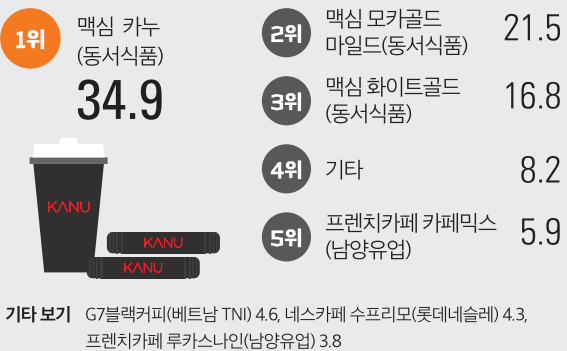 1위
맥심 카누
(동서식품)
34.9
KANU
KANU
KANU
2위
맥심 모카골드
마일드(동서식품)
21.5
3위
맥심 화이트골드
(동서식품)
16.8
4위
기타
8.2
5위
프렌치카페 카페믹스
(남양유업)
5.9
기타 보기 G7블랙커피(베트남 TNI) 4.6, 네스카페 수프리모(롯데네슬레) 4.3,
프렌치카페 루카스나인(남양유업) 3.8